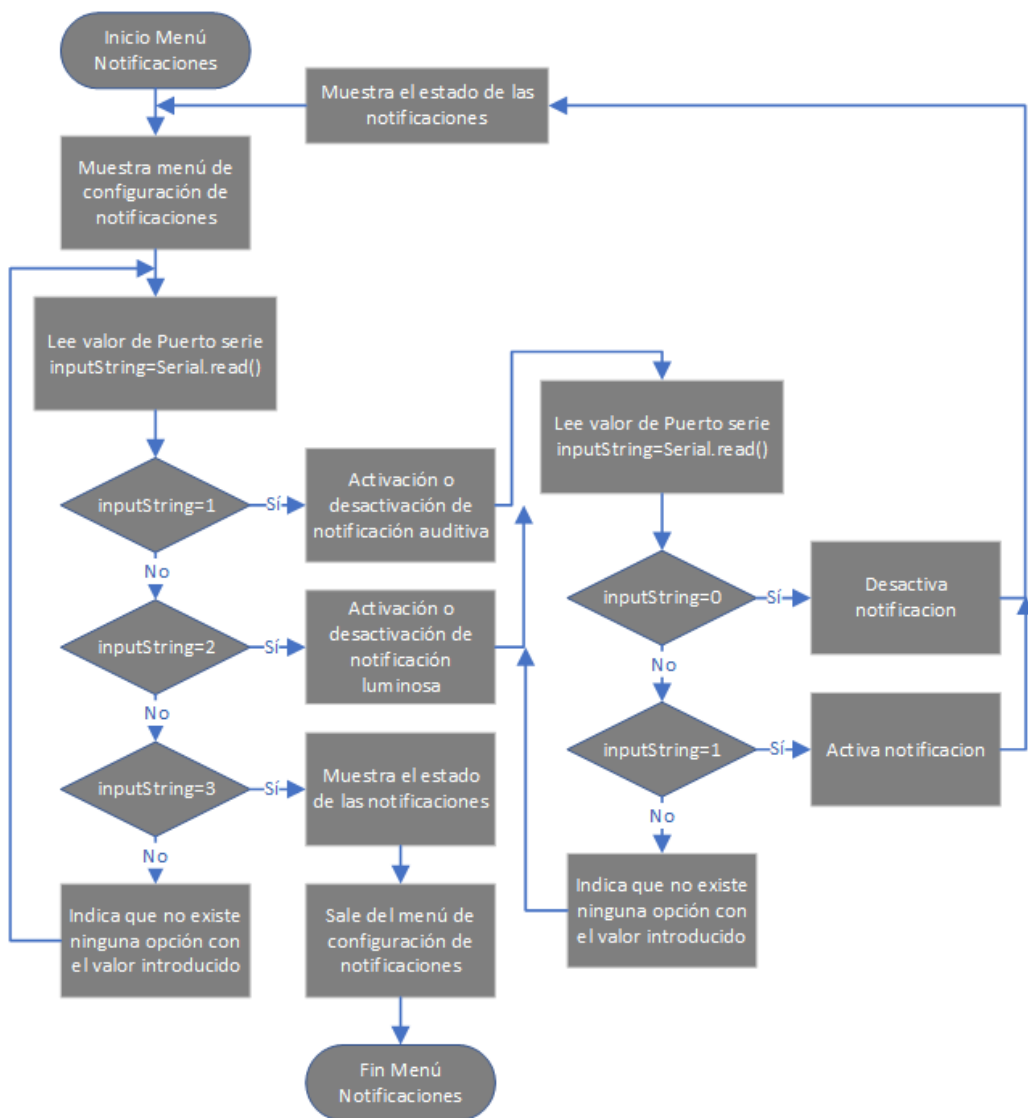 Inicio Menú
Notificaciones
Muestra el estado de las
notificaciones
Muestra menú de
configuración de
notificaciones
Lee valor de Puerto serie
inputString=Serial.read()
Lee valor de Puerto serie
inputString=Serial.read()
inputString=1
Sí
Activación o
desactivación de
notificación auditiva
No
inputString=0
Sí
Desactiva
notificacion
No
inputString=2
Sí
Activación o
desactivación de
notificación
luminosa
No
inputString=1
Sí
Activa notificacion
No
inputString=3
Sí
Muestra el estado
de las notificaciones
No
Indica que no existe
ninguna opción con
el valor introducido
Sale del menú de
configuración de
notificaciones
Indica que no existe
ninguna opción con
el valor introducido
Fin Menú
Notificaciones